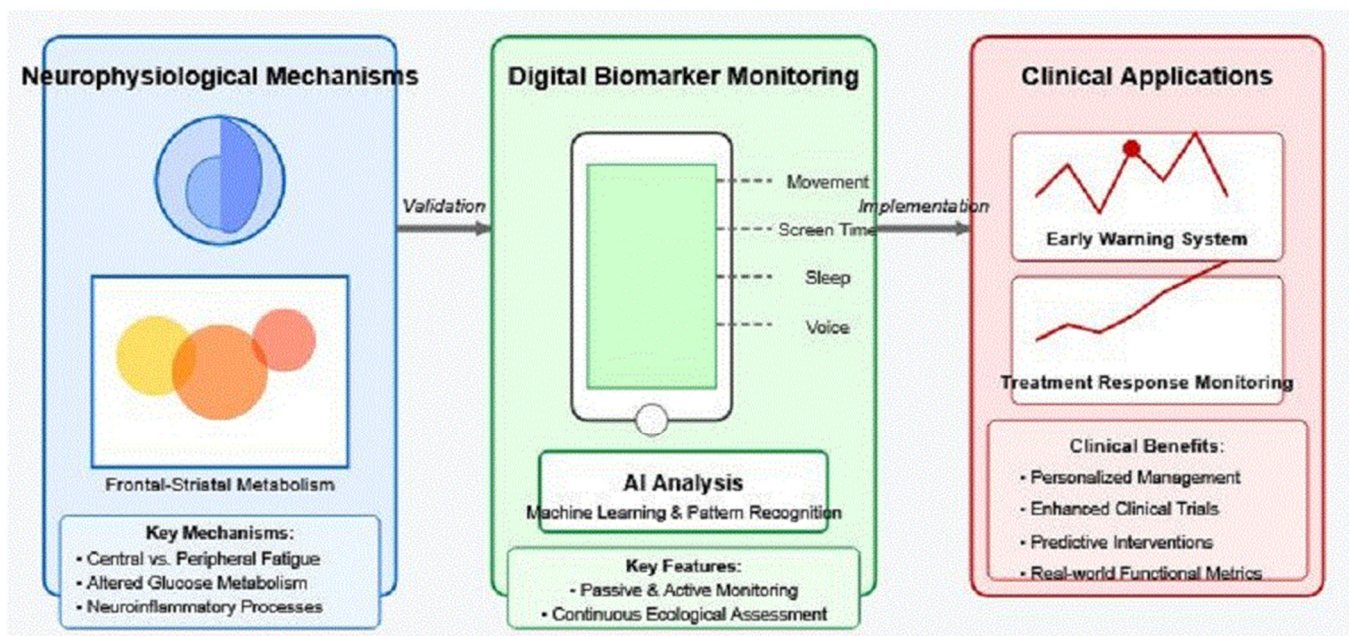 Neurophysiological Mechanisms
Frontal-Striatal Metabolism
Key Mechanisms:
• Central vs. Peripheral Fatigue
• Altered Glucose Metabolism
• Neuroinflammatory Processes
Validation
Digital Biomarker Monitoring
Movement
Screen Time
Sleep
Voice
AI Analysis
Machine Learning & Pattern Recognition
Key Features:
• Passive & Active Monitoring
• Continuous Ecological Assessment
Implementation
Clinical Applications
Early Warning System
Treatment Response Monitoring
Clinical Benefits:
• Personalized Management
• Enhanced Clinical Trials
• Predictive Interventions
• Real-world Functional Metrics